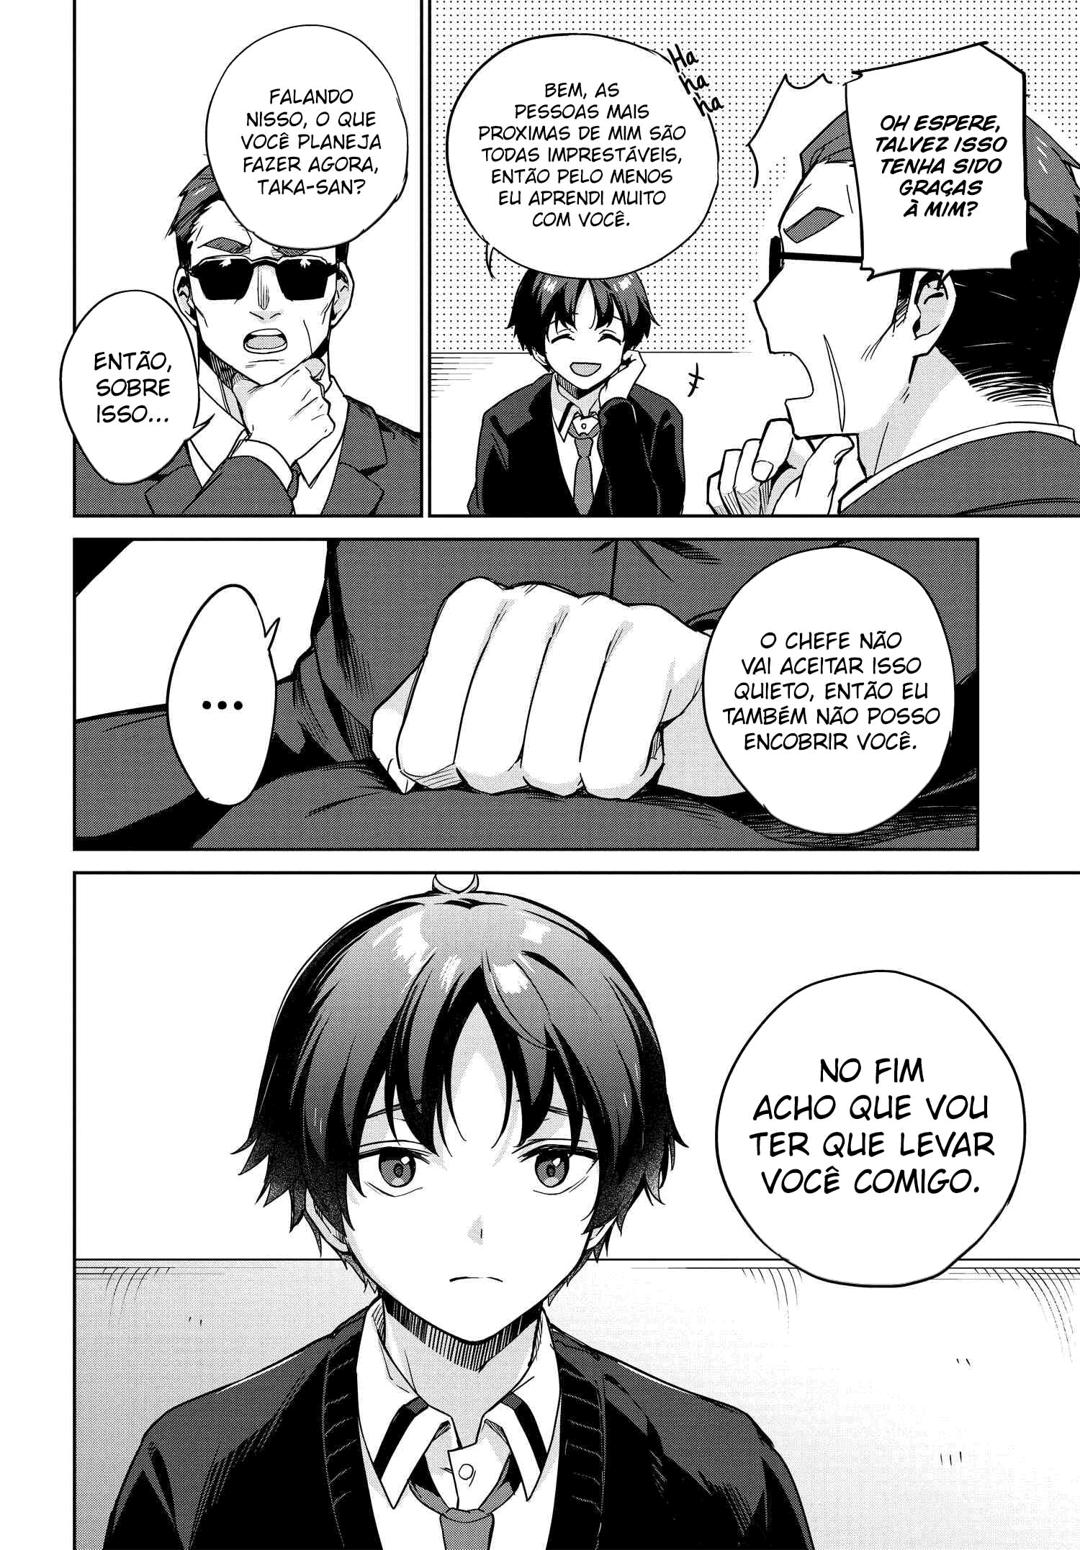 OH ESPERE,
TALVEZ ISSO
TENHA SIDO
GRAÇAS
À MIM?
Ha
ha
ha
BEM, AS
PESSOAS MAIS
PROXIMAS DE MIM SÃO
TODAS IMPRESTÁVEIS,
ENTÃO PELO MENOS
EU APRENDI MUITO
COM VOCÊ.
FALANDO
NISSO, O QUE
VOCÊ PLANEJA
FAZER AGORA,
TAKA-SAN?
ENTÃO,
SOBRE
ISSO...
O CHEFE NÃO
VAI ACEITAR ISSO
QUIETO, ENTÃO EU
TAMBÉM NÃO POSSO
ENCOBRIR VOCÊ.
...
NO FIM
ACHO QUE VOU
TER QUE LEVAR
VOCÊ COMIGO.